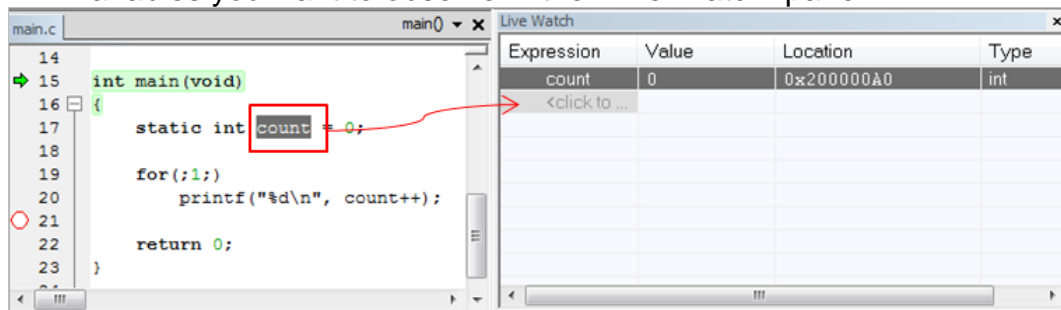 main.c main()
14
15 int main(void)
16 {
17 static int count = 0;
18
19 for(;1;)
20 printf("%d\n", count++);
21
22 return 0;
23 }
Live Watch
Expression Value Location Type
count 0 0x200000A0 int
<click to ...